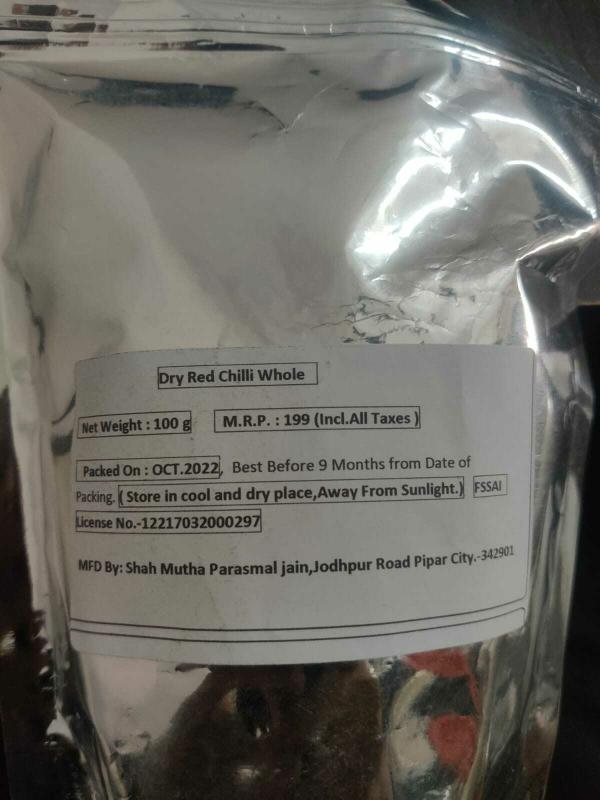 Dry Red Chilli Whole
Net Weight : 100 g M.R.P. : 199 (Incl.All Taxes )
Packed On : OCT.2022, Best Before 9 Months from Date of
Packing. ( Store in cool and dry place,Away From Sunlight.) FSSAI
License No.-12217032000297
MFD By: Shah Mutha Parasmal jain,Jodhpur Road Pipar City.-342901